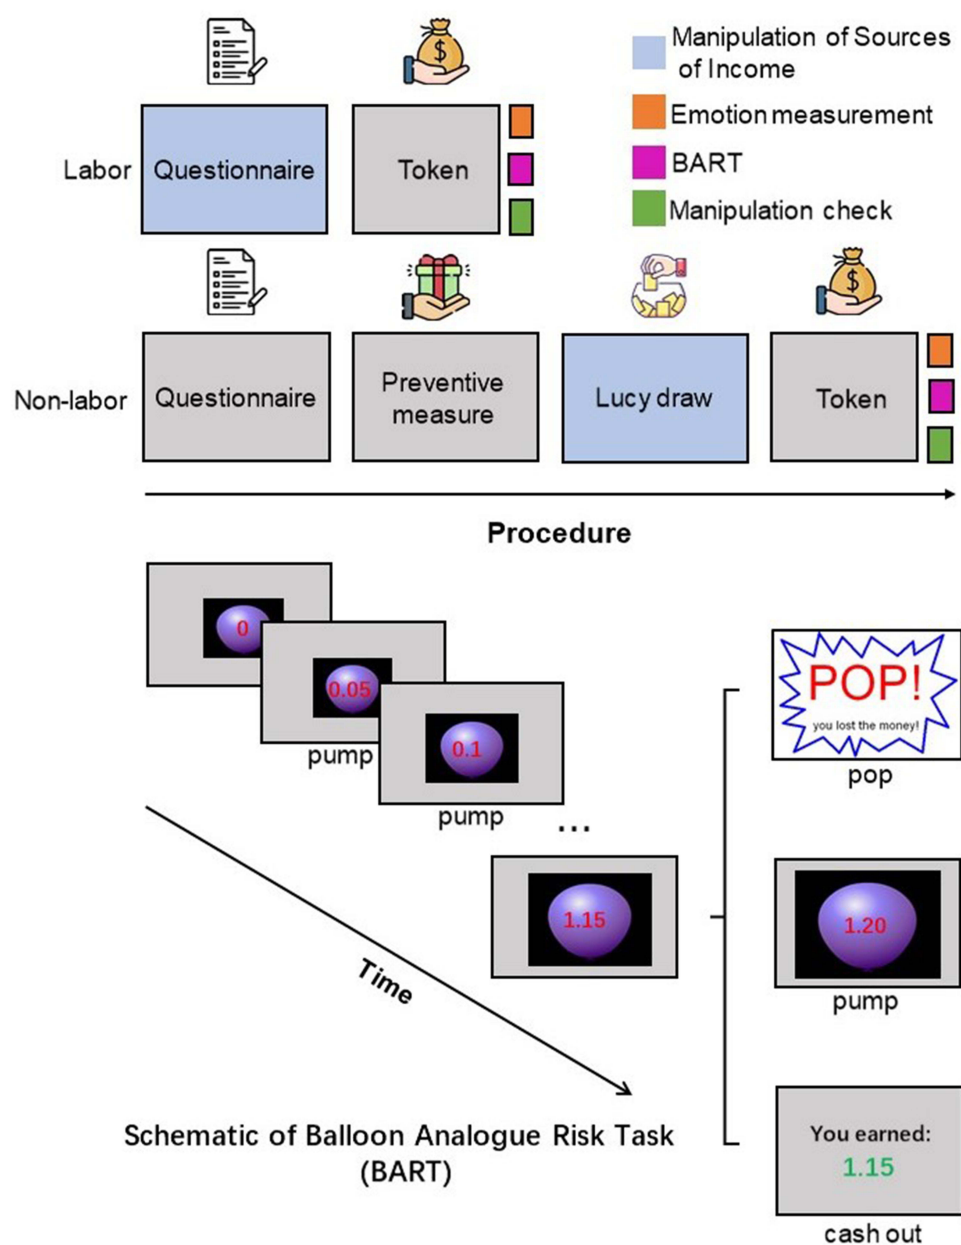 Manipulation of Sources
of Income
Emotion measurement
BART
Manipulation check
$
Labor
Questionnaire
Token
$
Non-labor
Questionnaire
Preventive
measure
Lucy draw
Token
Procedure
0
0.05
pump
0.1
pump
...
1.15
Time
POP!
you lost the money!
pop
1.20
pump
You earned:
1.15
cash out
Schematic of Balloon Analogue Risk Task
(BART)